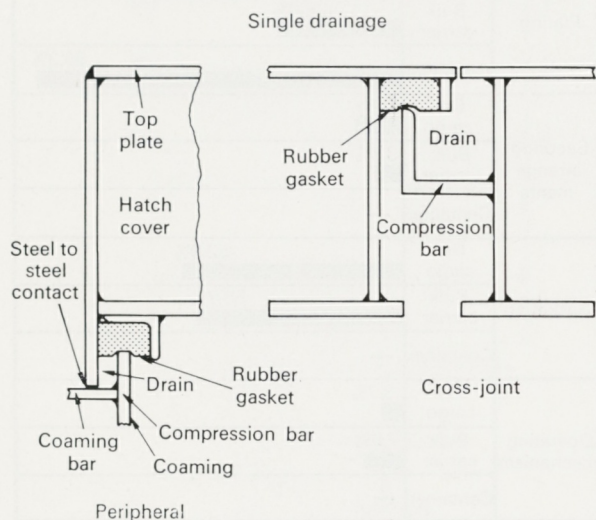 Single drainage
Top
plate
Hatch
cover
Steel to
steel
contact
Drain
Rubber
gasket
Coaming
bar
Compression bar
Coaming
Peripheral
Rubber
gasket
Drain
Compression
bar
Cross-joint